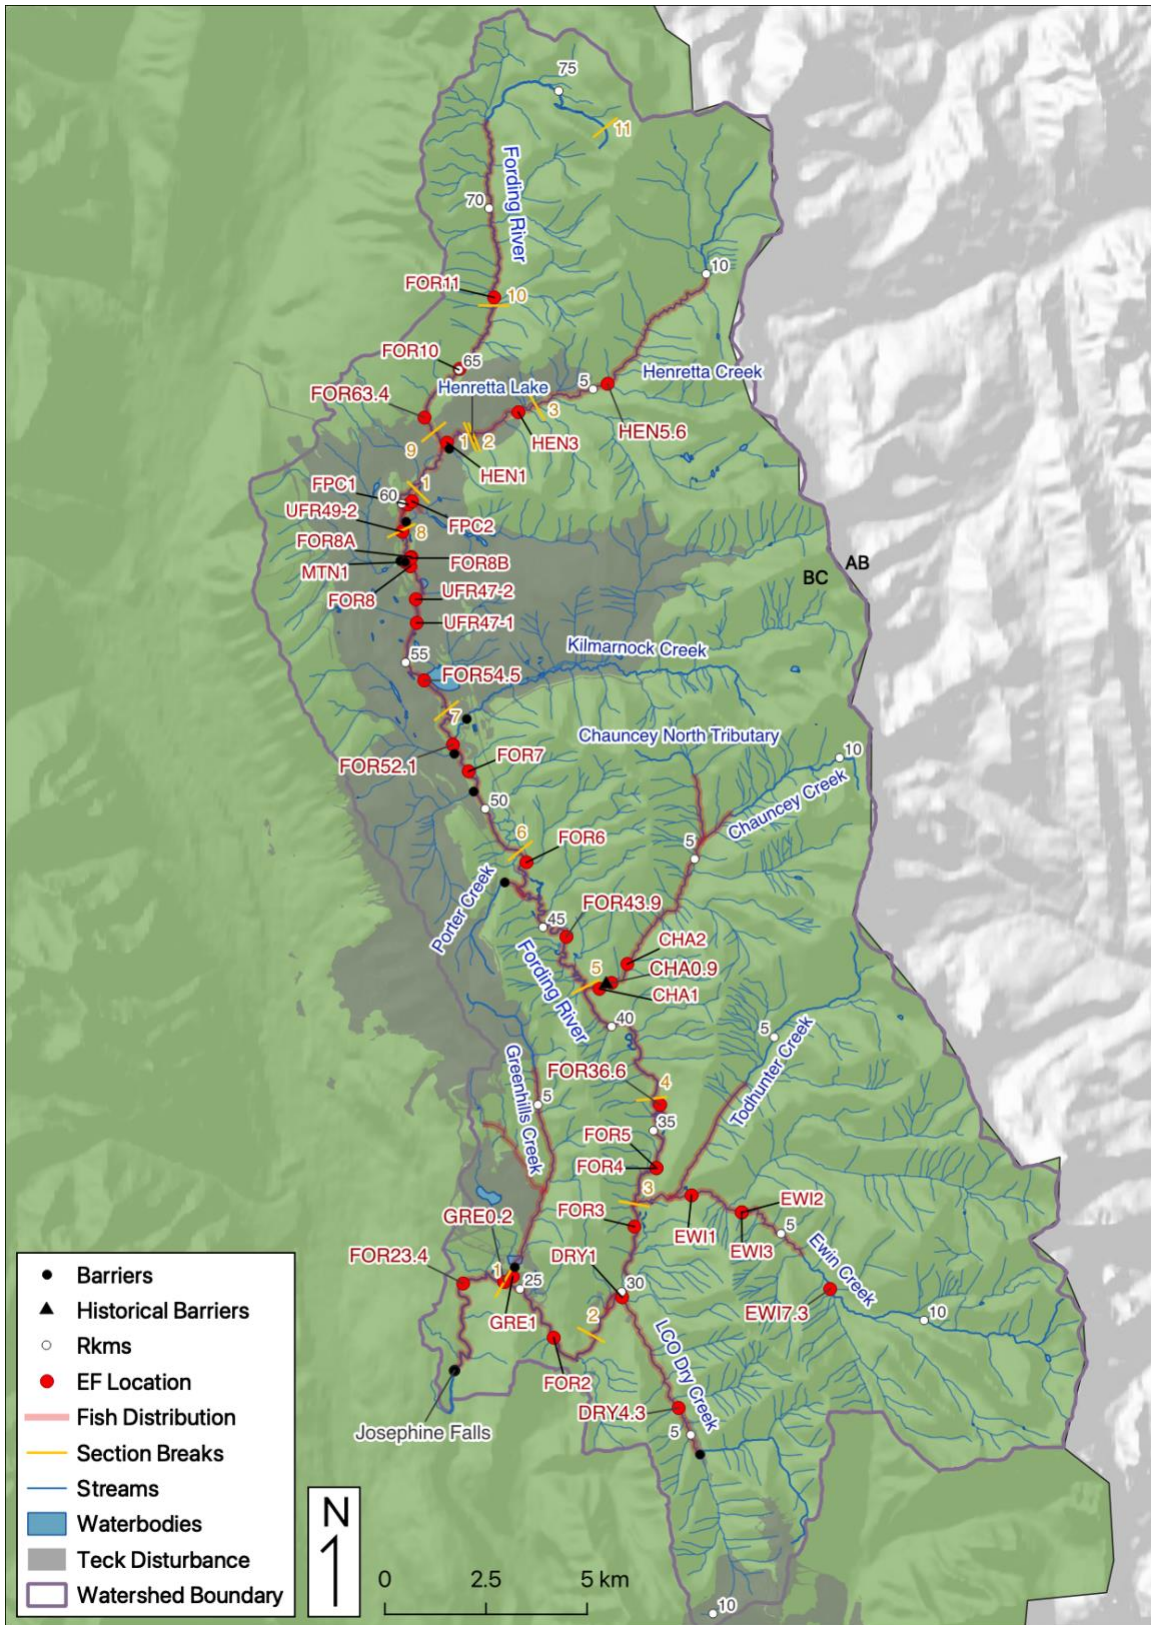 75
11
Fording River
70
10
FOR11
10
FOR10
65
Henretta Lake
5
Henretta Creek
FOR63.4
3
HEN5.6
HEN3
9
1
2
HEN1
FPC1
1
60
UFR49-2
FPC2
8
FOR8A
FOR8B
AB
BC
MTN1
FOR8
UFR47-2
UFR47-1
Kilmarnock Creek
55
FOR54.5
7
Chauncey North Tributary
10
FOR52.1
FOR7
50
Chauncey Creek
6
FOR6
5
Porter Creek
FOR43.9
45
CHA2
Fording River
5
CHA0.9
CHA1
40
5
Todhunter Creek
Greenhills Creek
FOR36.6
4
5
35
FOR5
FOR4
3
EWI2
GRE0.2
FOR3
EWI1
EWI3
5
Ewin Creek
FOR23.4
DRY1
1
25
30
EWI7.3
10
GRE1
2
LCO Dry Creek
FOR2
DRY4.3
Josephine Falls
5
10
Barriers
Historical Barriers
Rkms
EF Location
Fish Distribution
Section Breaks
Streams
Waterbodies
Teck Disturbance
Watershed Boundary
N
0 2.5 5 km